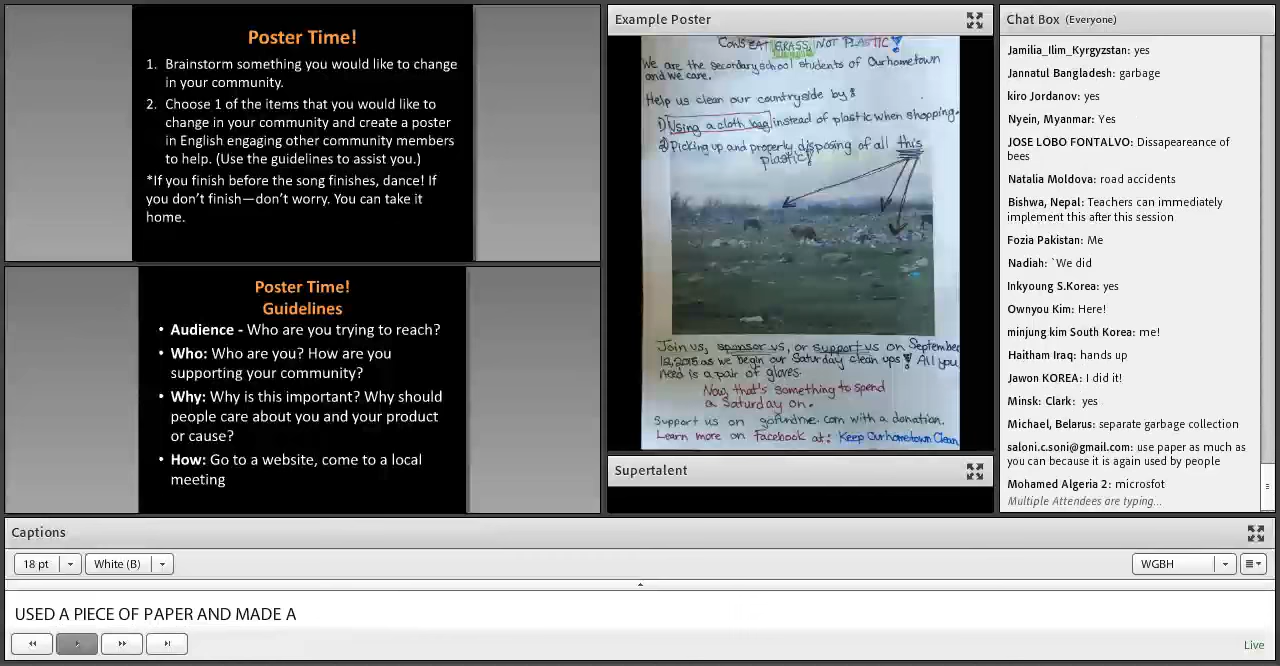 Poster Time!
1. Brainstorm something you would like to change
in your community.
2. Choose 1 of the items that you would like to
change in your community and create a poster
in English engaging other community members
to help. (Use the guidelines to assist you.)
*If you finish before the song finishes, dance! If
you don't finish—don't worry. You can take it
home.
Poster Time!
Guidelines
• Audience - Who are you trying to reach?
• Who: Who are you? How are you
supporting your community?
• Why: Why is this important? Why should
people care about you and your product
or cause?
• How: Go to a website, come to a local
meeting
Example Poster
COWS EAT GRASS, NOT PLASTIC!
We are the secondary school students of Ourhometown
and we care.
Help us clean our countryside by:
1) Using a cloth bag instead of plastic when shopping.
2) Picking up and properly disposing of all this
plastic!
Join us, sponsor us, or support us on September
12, 2015 as we begin our Saturday clean ups! All you
need is a pair of gloves.
Now, that's something to spend
a Saturday on.
Support us on gofundme.com with a donation.
Learn more on Facebook at: Keep Ourhometown Clean
Supertalent
Chat Box (Everyone)
Jamilia_Ilim_Kyrgyzstan: yes
Jannatul Bangladesh: garbage
kiro Jordanov: yes
Nyein, Myanmar: Yes
JOSE LOBO FONTALVO: Dissapeareance of
bees
Natalia Moldova: road accidents
Bishwa, Nepal: Teachers can immediately
implement this after this session
Fozia Pakistan: Me
Nadiah: `We did
Inkyoung S.Korea: yes
Ownyou Kim: Here!
minjung kim South Korea: me!
Haitham Iraq: hands up
Jawon KOREA: I did it!
Minsk: Clark: yes
Michael, Belarus: separate garbage collection
saloni.c.soni@gmail.com: use paper as much as
you can because it is again used by people
Mohamed Algeria 2: microsfot
Multiple Attendees are typing...
Captions
18 pt
White (B)
WGBH
USED A PIECE OF PAPER AND MADE A
Live